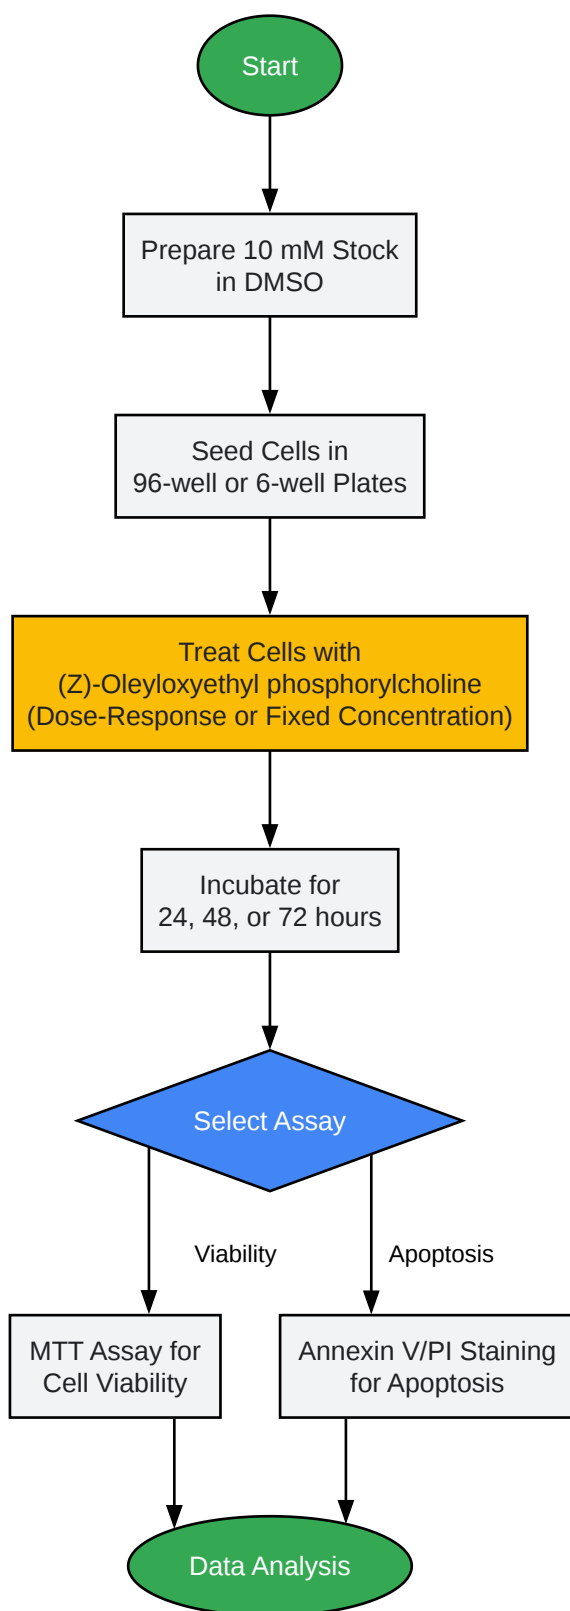 Start
Prepare 10 mM Stock
in DMSO
Seed Cells in
96-well or 6-well Plates
Treat Cells with
(Z)-Oleyloxyethyl phosphorylcholine
(Dose-Response or Fixed Concentration)
Incubate for
24, 48, or 72 hours
Select Assay
Viability
Apoptosis
MTT Assay for
Cell Viability
Annexin V/PI Staining
for Apoptosis
Data Analysis